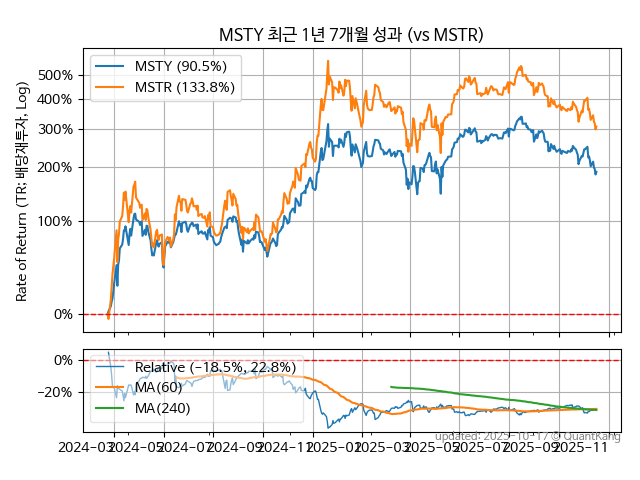 MSTY 최근 1년 7개월 성과 (vs MSTR)
Rate of Return (TR: 배당재투자, Log)
MSTY (90.5%)
MSTR (133.8%)
500%
400%
300%
200%
100%
0%
0%
−20%
Relative (−18.5%, 22.8%)
MA(60)
MA(240)
updated: 2025-10-17 © QuantKang
2024-03
2024-05
2024-07
2024-09
2024-11
2025-01
2025-03
2025-05
2025-07
2025-09
2025-11